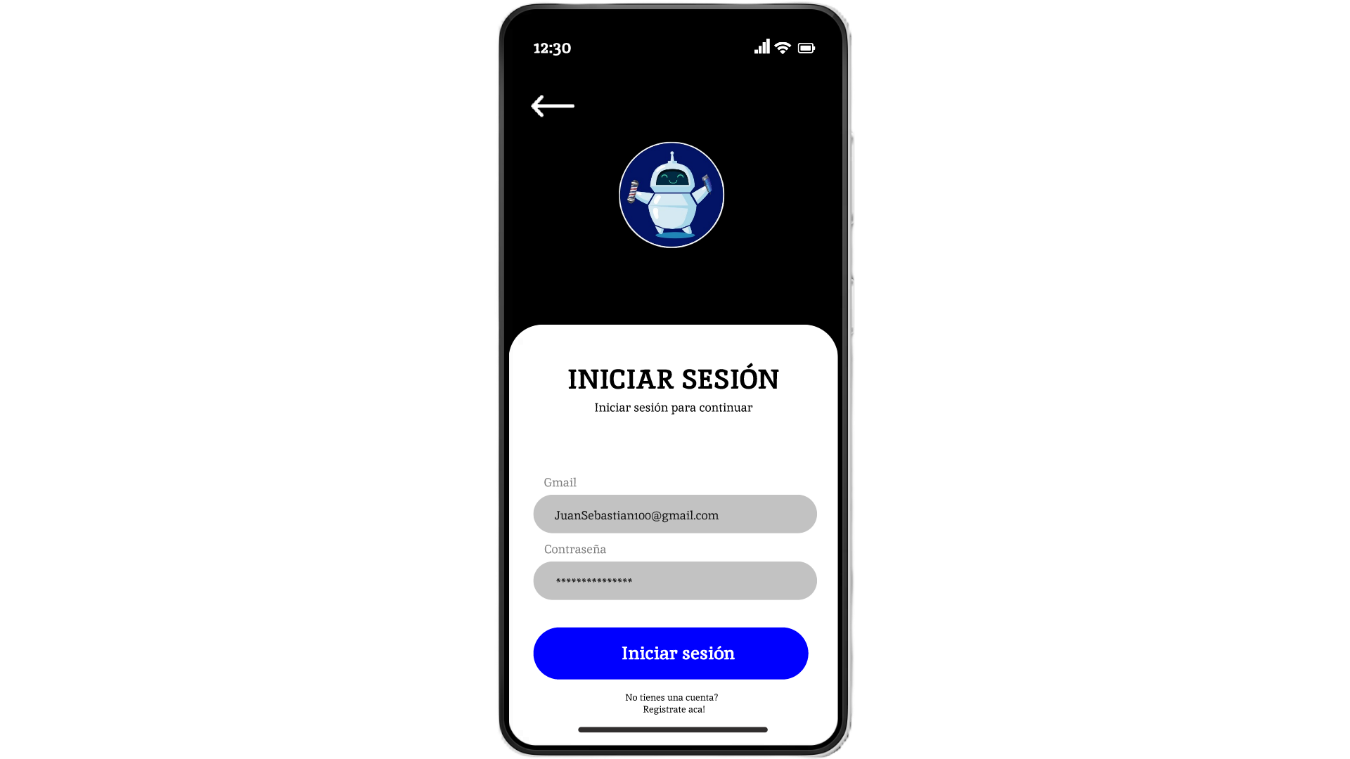 12:30
INICIAR SESIÓN
Iniciar sesión para continuar
Gmail
JuanSebastian100@gmail.com
Contraseña
***************
Iniciar sesión
No tienes una cuenta?
Registrate aca!